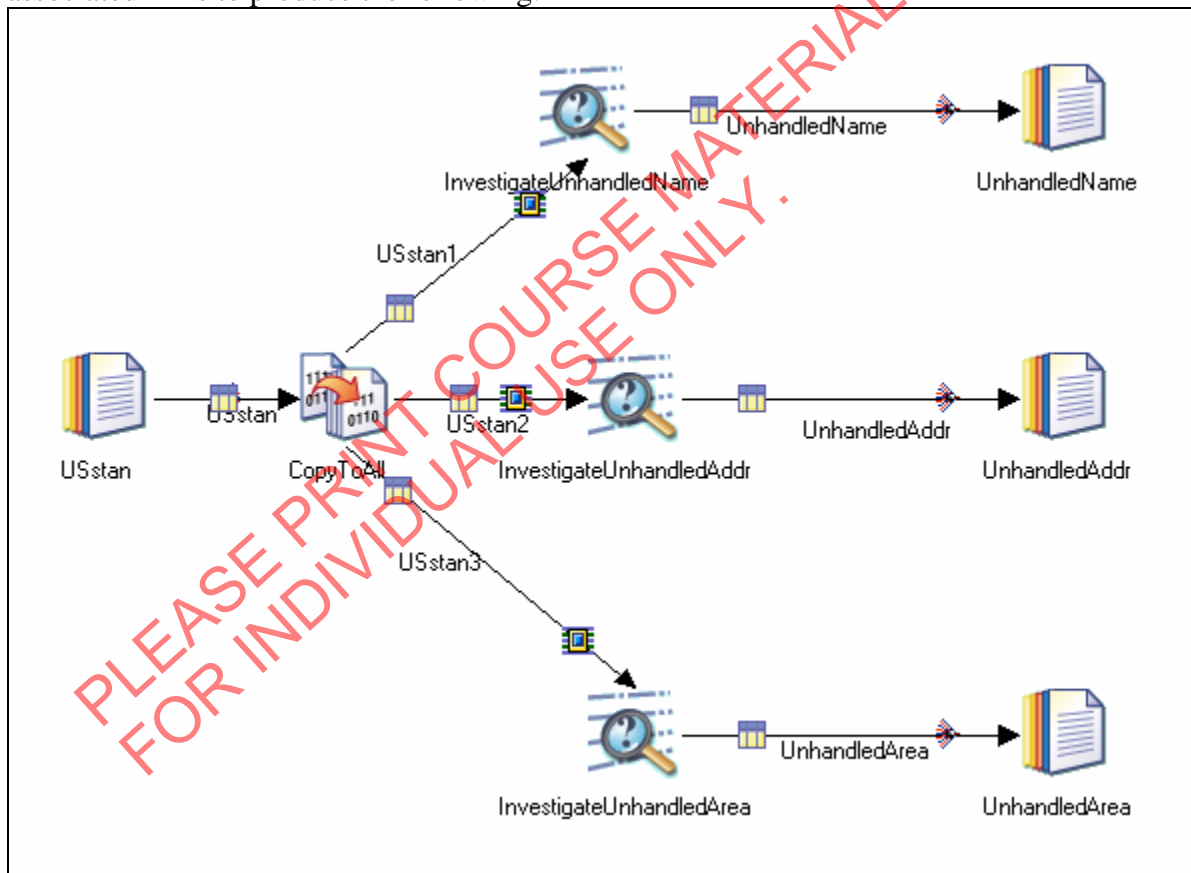 UnhandledName
InvestigateUnhandledName
UnhandledName
USstan1
USstan
USstan2
UnhandledAddr
USstan
CopyToAll
InvestigateUnhandledAddr
UnhandledAddr
USstan3
UnhandledArea
InvestigateUnhandledArea
UnhandledArea
PLEASE PRINT COURSE MATERIAL
FOR INDIVIDUAL USE ONLY.